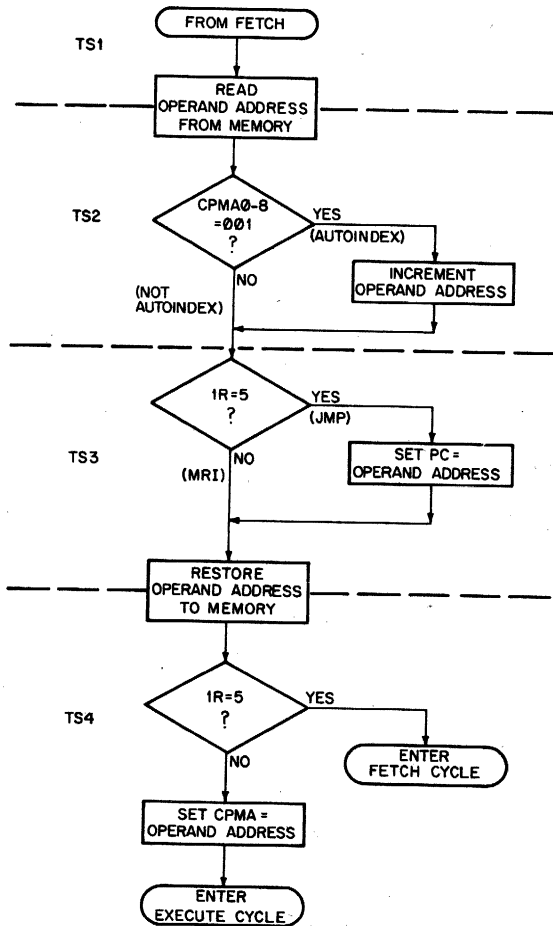 FROM FETCH
TS1
READ
OPERAND ADDRESS
FROM MEMORY
TS2
CPMA0-8
=001
?
YES
(AUTOINDEX)
INCREMENT
OPERAND ADDRESS
NO
(NOT
AUTOINDEX)
1R=5
?
YES
(JMP)
TS3
NO
(MRI)
SET PC=
OPERAND ADDRESS
RESTORE
OPERAND ADDRESS
TO MEMORY
TS4
1R=5
?
YES
ENTER
FETCH CYCLE
NO
SET CPMA=
OPERAND ADDRESS
ENTER
EXECUTE CYCLE